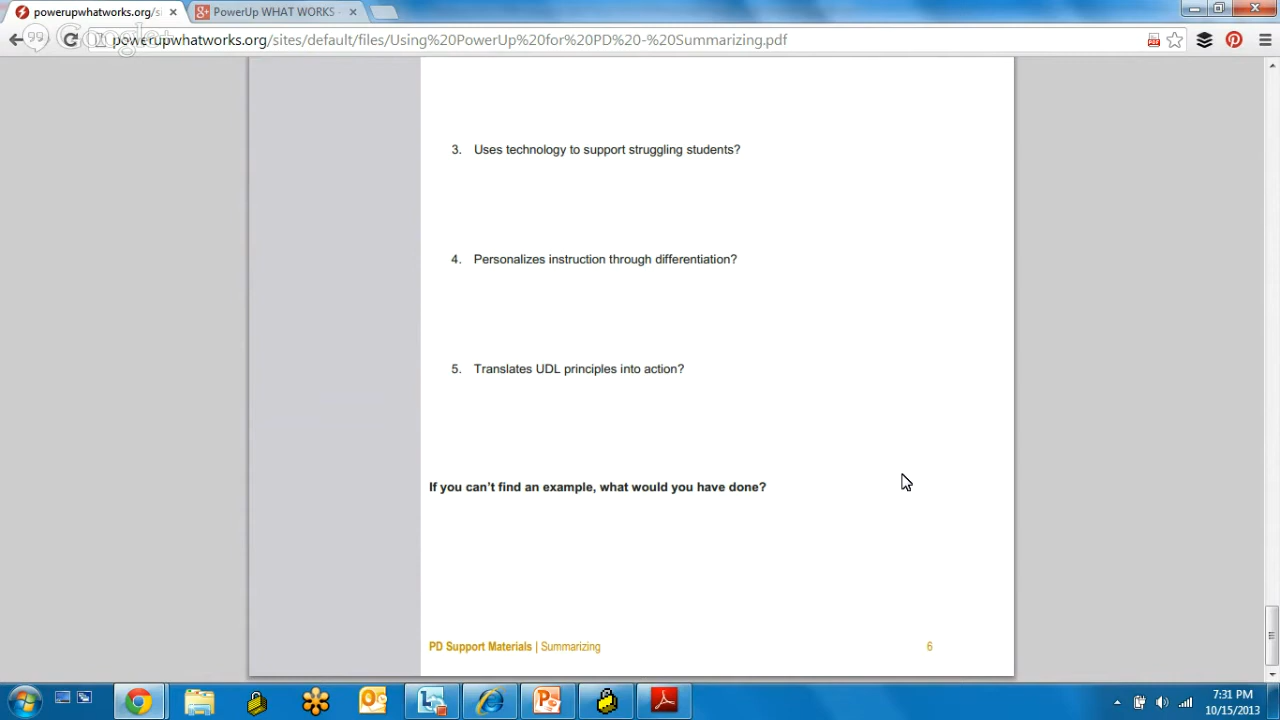 powerupwhatworks.org/s
PowerUp WHAT WORKS -
Google+
powerupwhatworks.org/sites/default/files/Using%20PowerUp%20for%20PD%20-%20Summarizing.pdf
3. Uses technology to support struggling students?
4. Personalizes instruction through differentiation?
5. Translates UDL principles into action?
If you can't find an example, what would you have done?
PD Support Materials | Summarizing 6
7:31 PM
10/15/2013